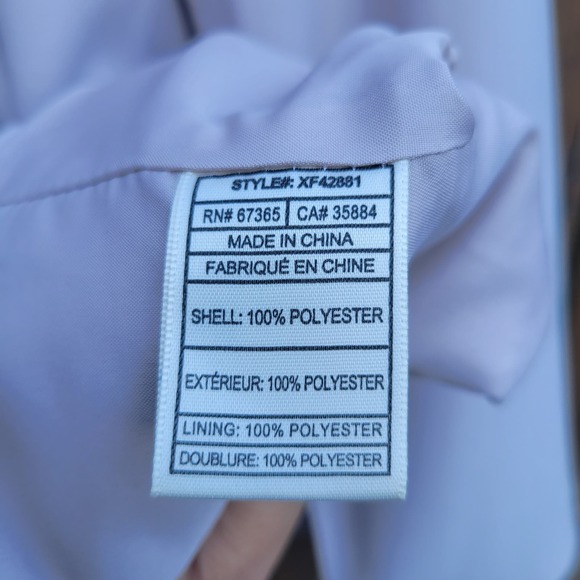 STYLE#: XF42881
RN# 67365 CA# 35884
MADE IN CHINA
FABRIQUÉ EN CHINE
SHELL: 100% POLYESTER
EXTÉRIEUR: 100% POLYESTER
LINING: 100% POLYESTER
DOUBLURE: 100% POLYESTER